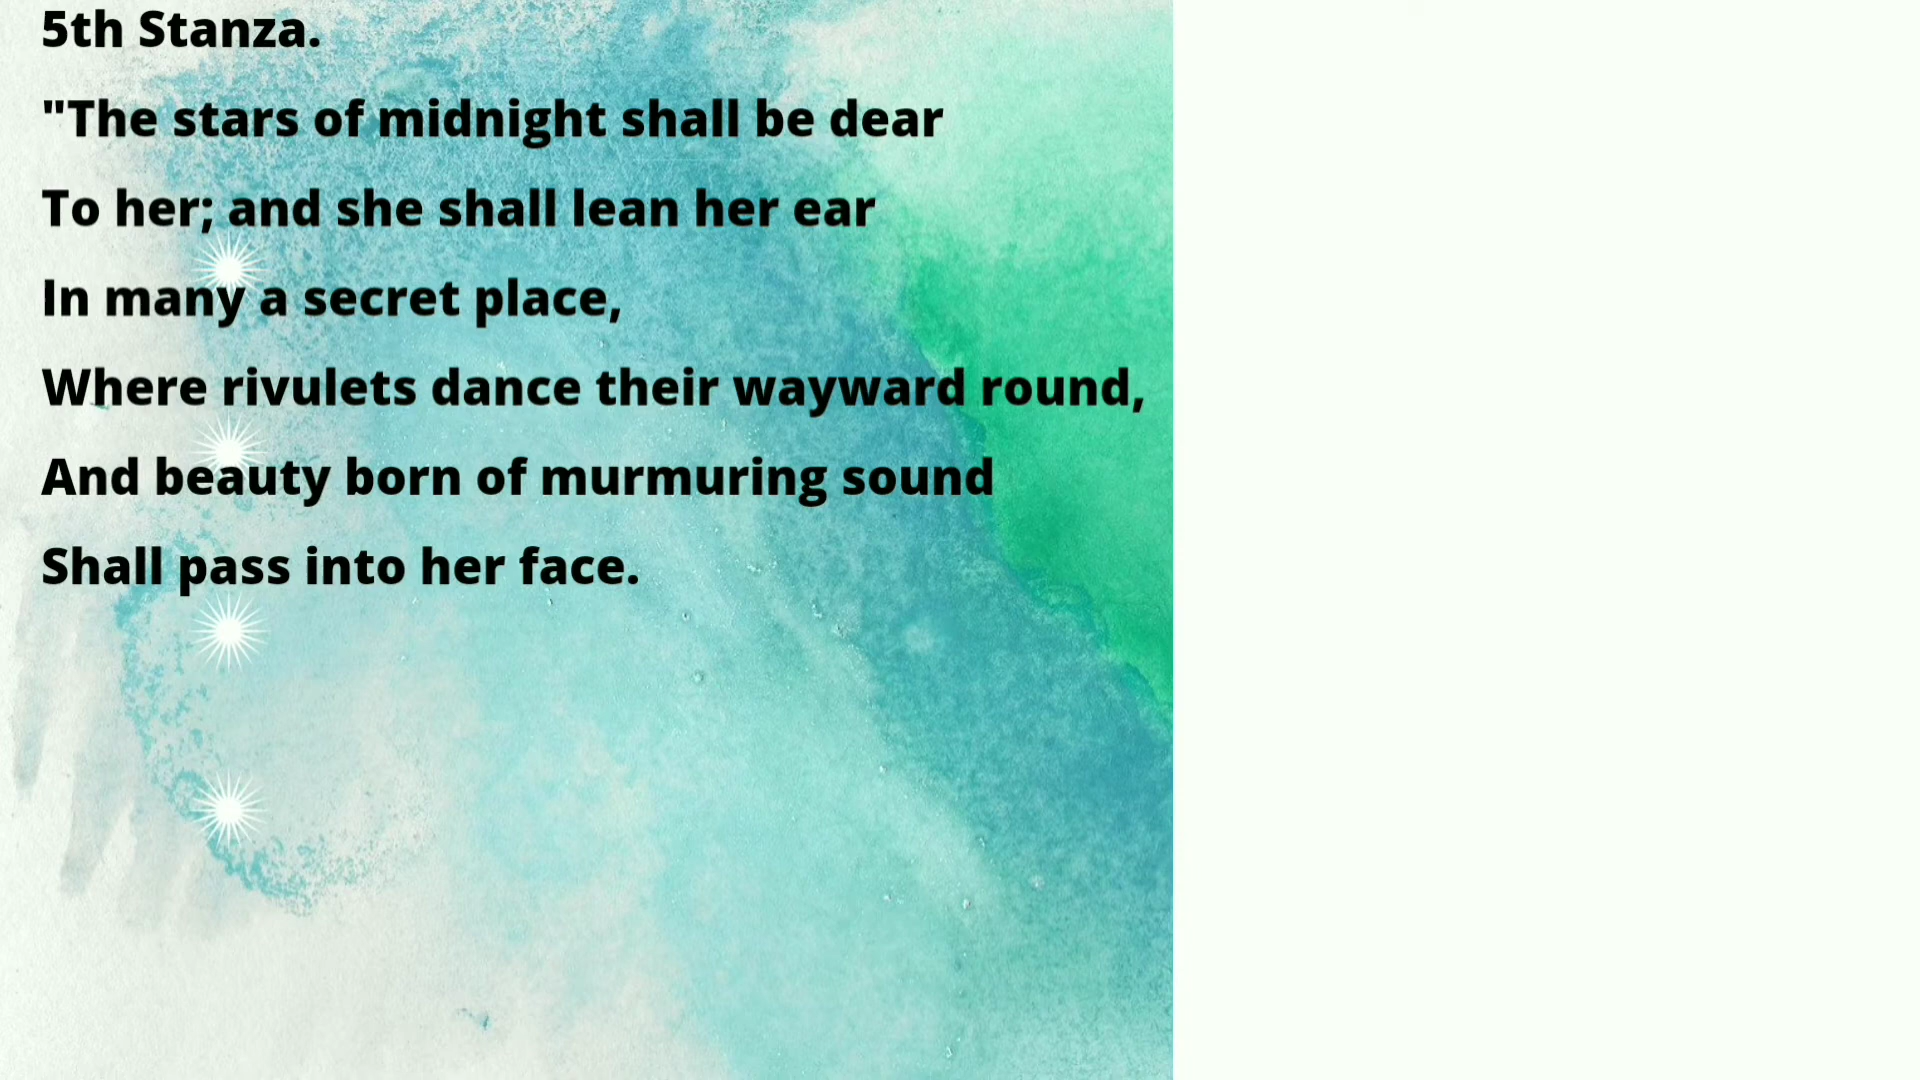 5th Stanza.
"The stars of midnight shall be dear
To her; and she shall lean her ear
In many a secret place,
Where rivulets dance their wayward round,
And beauty born of murmuring sound
Shall pass into her face.